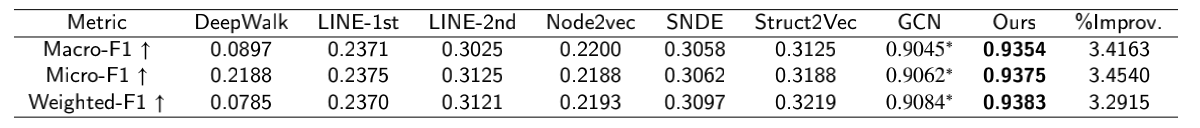 Metric DeepWalk LINE-1st LINE-2nd Node2vec SNDE Struct2Vec GCN Ours %Improv.
Macro-F1 ↑ 0.0897 0.2371 0.3025 0.2200 0.3058 0.3125 0.9045* 0.9354 3.4163
Micro-F1 ↑ 0.2188 0.2375 0.3125 0.2188 0.3062 0.3188 0.9062* 0.9375 3.4540
Weighted-F1 ↑ 0.0785 0.2370 0.3121 0.2193 0.3097 0.3219 0.9084* 0.9383 3.2915